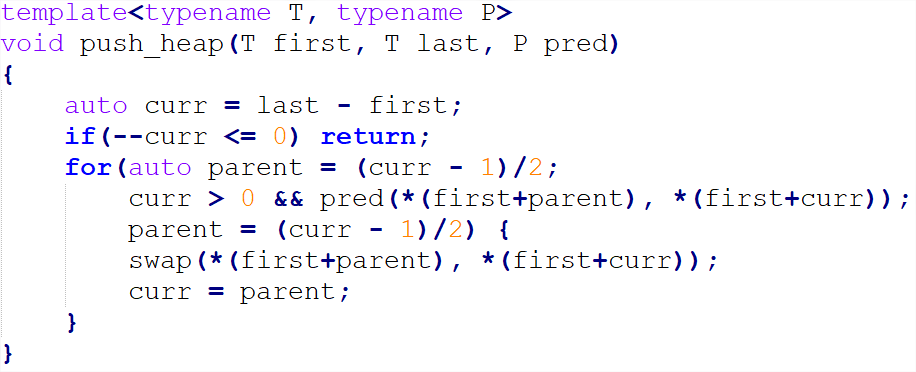 template<typename T, typename P>
void push_heap(T first, T last, P pred)
{
    auto curr = last - first;
    if(--curr <= 0) return;
    for(auto parent = (curr - 1)/2;
        curr > 0 && pred(*(first+parent), *(first+curr));
        parent = (curr - 1)/2) {
        swap(*(first+parent), *(first+curr));
        curr = parent;
    }
}